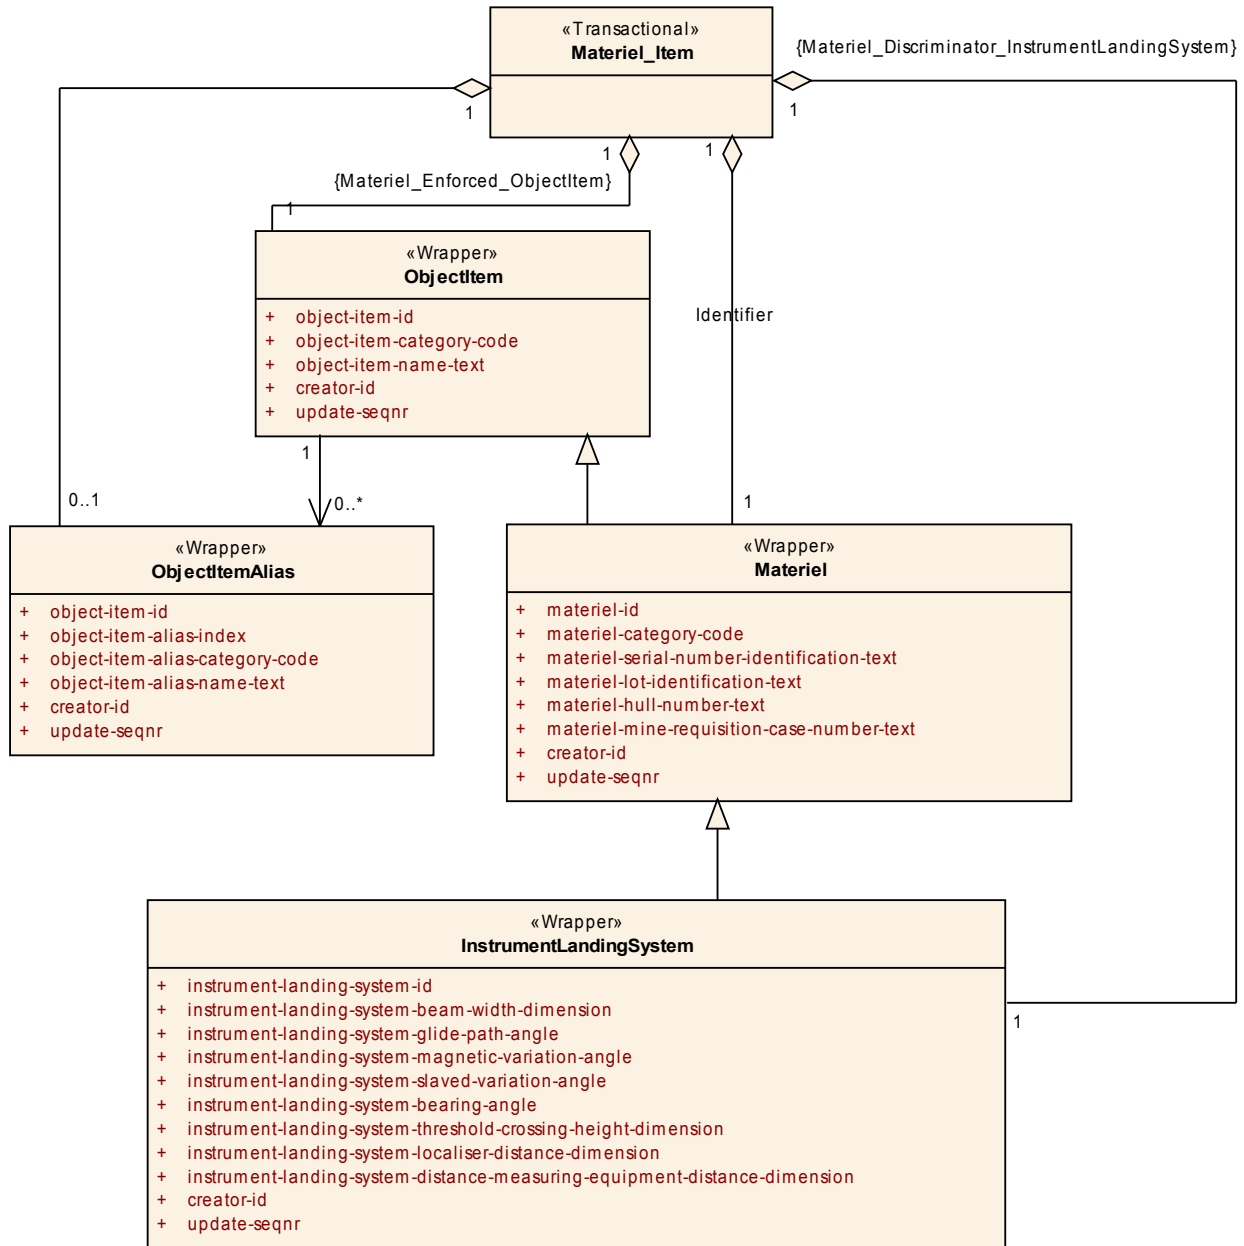 «Transactional»
Materiel_Item
{Materiel_Discriminator_InstrumentLandingSystem}
1
1
1
1
{Materiel_Enforced_ObjectItem}
1
«Wrapper»
ObjectItem
+ object-item-id
+ object-item-category-code
+ object-item-name-text
+ creator-id
+ update-seqnr
Identifier
1
0..1
0..*
1
«Wrapper»
ObjectItemAlias
+ object-item-id
+ object-item-alias-index
+ object-item-alias-category-code
+ object-item-alias-name-text
+ creator-id
+ update-seqnr
«Wrapper»
Materiel
+ materiel-id
+ materiel-category-code
+ materiel-serial-number-identification-text
+ materiel-lot-identification-text
+ materiel-hull-number-text
+ materiel-mine-requisition-case-number-text
+ creator-id
+ update-seqnr
«Wrapper»
InstrumentLandingSystem
+ instrument-landing-system-id
+ instrument-landing-system-beam-width-dimension
+ instrument-landing-system-glide-path-angle
+ instrument-landing-system-magnetic-variation-angle
+ instrument-landing-system-slaved-variation-angle
+ instrument-landing-system-bearing-angle
+ instrument-landing-system-threshold-crossing-height-dimension
+ instrument-landing-system-localiser-distance-dimension
+ instrument-landing-system-distance-measuring-equipment-distance-dimension
+ creator-id
+ update-seqnr
1